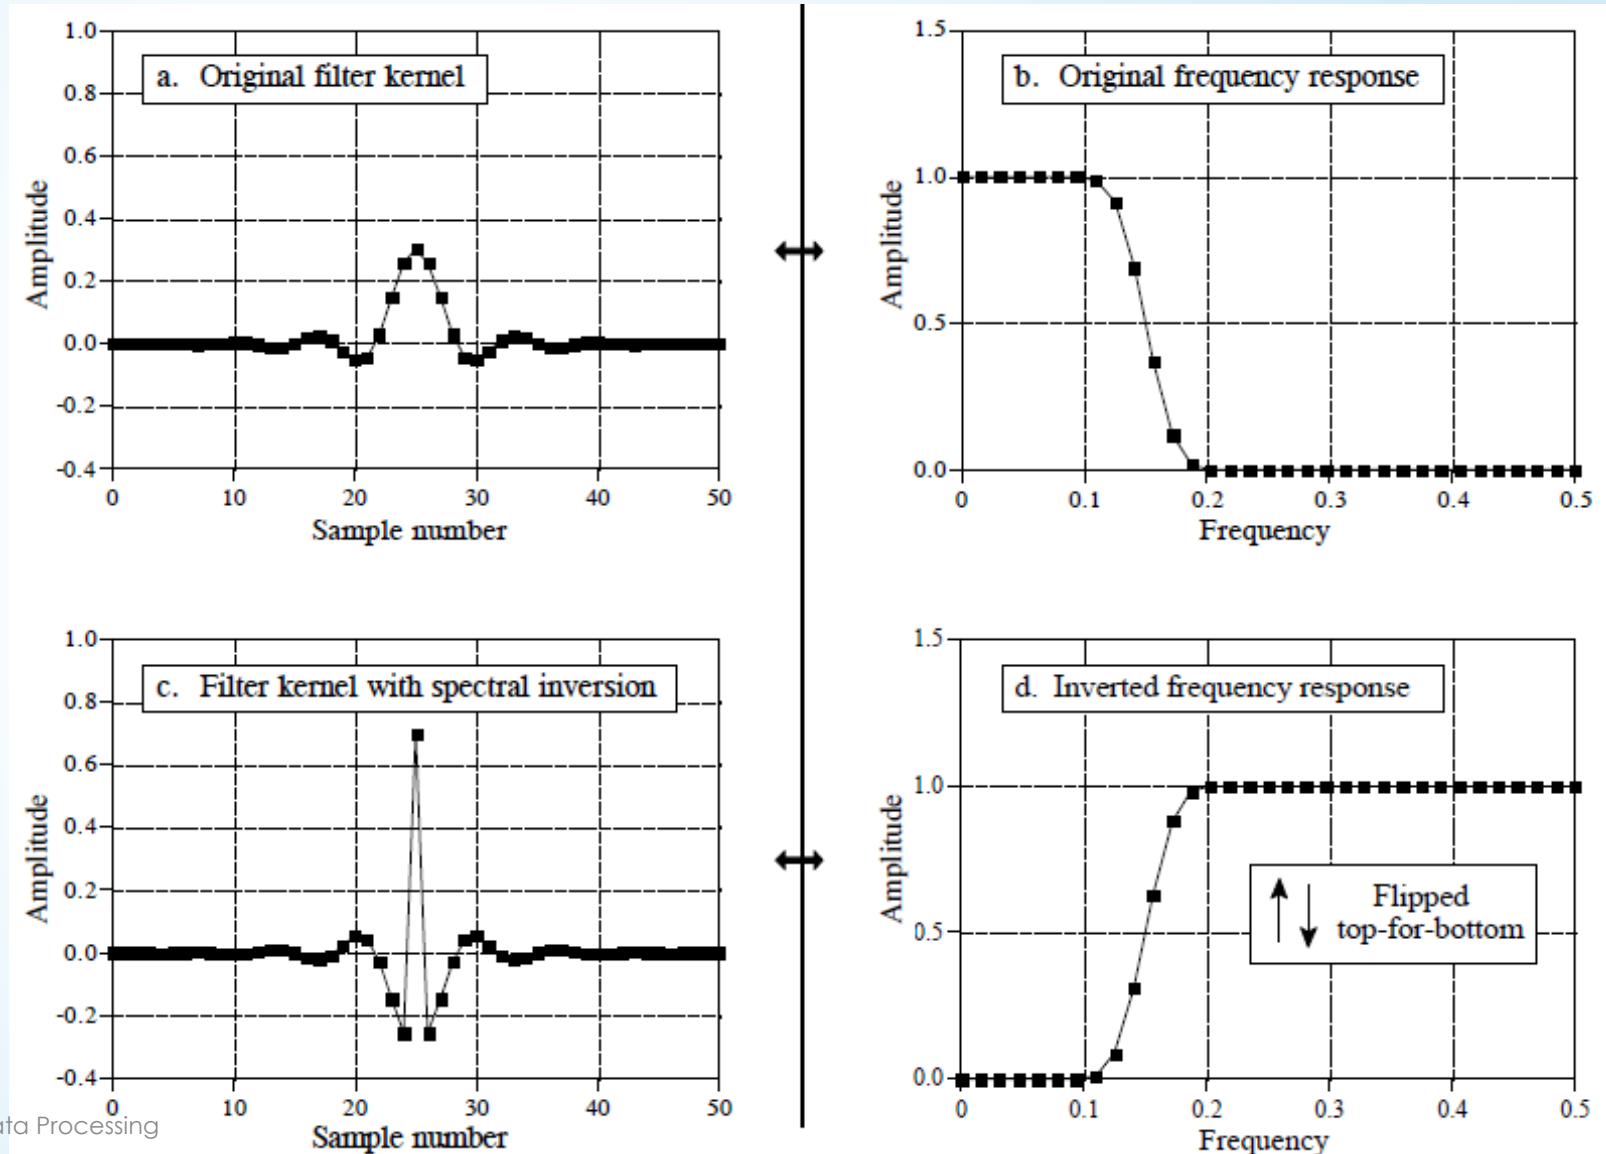 a. Original filter kernel
1.0
0.8
0.6
0.4
0.2
0.0
-0.2
-0.4
Amplitude
0 10 20 30 40 50
Sample number
b. Original frequency response
1.5
1.0
0.5
0.0
Amplitude
0 0.1 0.2 0.3 0.4 0.5
Frequency
c. Filter kernel with spectral inversion
1.0
0.8
0.6
0.4
0.2
0.0
-0.2
-0.4
Amplitude
0 10 20 30 40 50
Sample number
d. Inverted frequency response
1.5
1.0
0.5
0.0
Amplitude
Flipped
top-for-bottom
0 0.1 0.2 0.3 0.4 0.5
Frequency
ta Processing